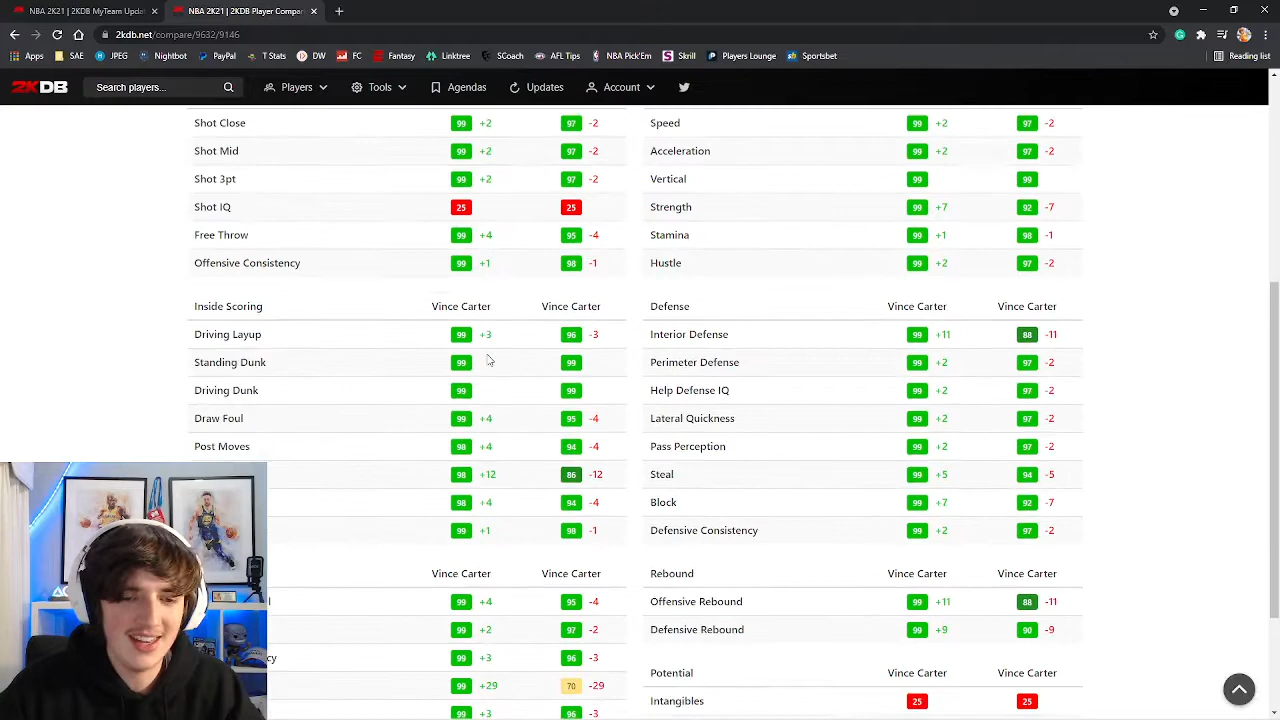 NBA 2K21 | 2KDB MyTeam Updat
NBA 2K21 | 2KDB Player Compar
2kdb.net/compare/9632/9146
Apps SAE JPEG Nightbot Paypal T Stats DW FC Fantasy Linktree SCoach AFL Tips NBA Pick'Em Skrill Players Lounge Sportsbet Reading list
2KDB Search players... Players Tools Agendas Updates Account
Shot Close 99 +2 97 -2
Shot Mid 99 +2 97 -2
Shot 3pt 99 +2 97 -2
Shot IQ 25 25
Free Throw 99 +4 95 -4
Offensive Consistency 99 +1 98 -1
Inside Scoring Vince Carter Vince Carter
Driving Layup 99 +3 96 -3
Standing Dunk 99 99
Driving Dunk 99 99
Draw Foul 99 +4 95 -4
Post Moves 98 +4 94 -4
98 +12 86 -12
98 +4 94 -4
99 +1 98 -1
Vince Carter Vince Carter
l 99 +4 95 -4
99 +2 97 -2
cy 99 +3 96 -3
99 +29 70 -29
99 +3 96 -3
Speed 99 +2 97 -2
Acceleration 99 +2 97 -2
Vertical 99 99
Strength 99 +7 92 -7
Stamina 99 +1 98 -1
Hustle 99 +2 97 -2
Defense Vince Carter Vince Carter
Interior Defense 99 +11 88 -11
Perimeter Defense 99 +2 97 -2
Help Defense IQ 99 +2 97 -2
Lateral Quickness 99 +2 97 -2
Pass Perception 99 +2 97 -2
Steal 99 +5 94 -5
Block 99 +7 92 -7
Defensive Consistency 99 +2 97 -2
Rebound Vince Carter Vince Carter
Offensive Rebound 99 +11 88 -11
Defensive Rebound 99 +9 90 -9
Potential Vince Carter Vince Carter
Intangibles 25 25